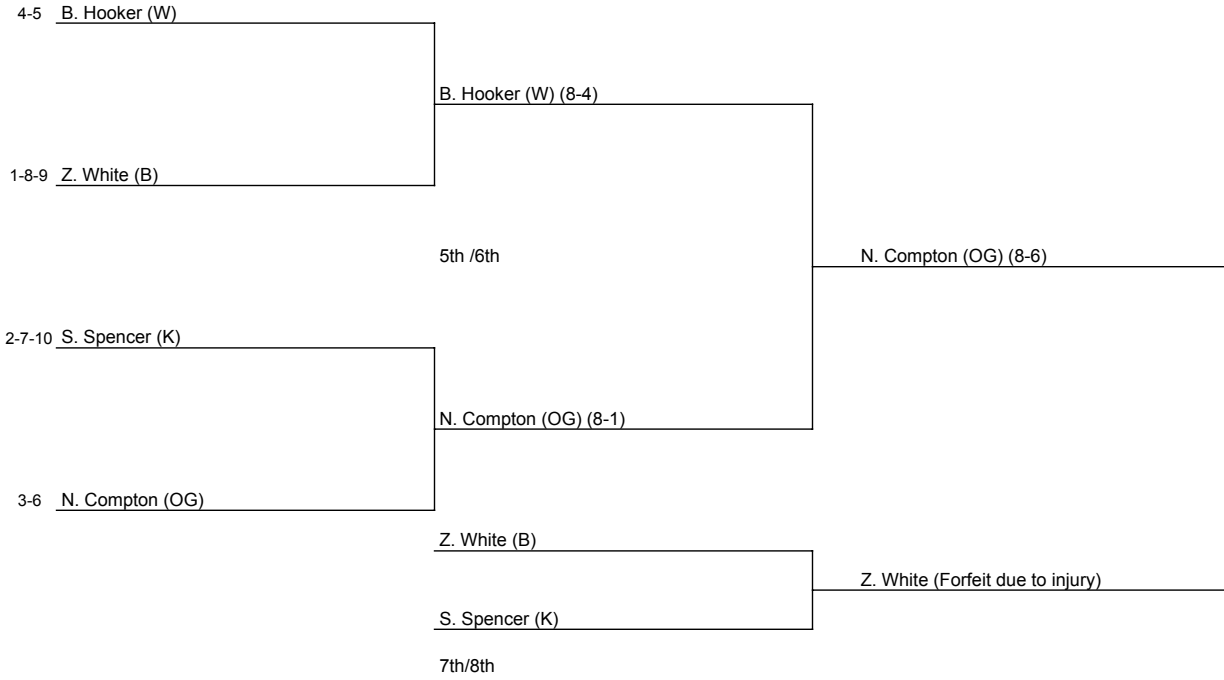 4-5 B. Hooker (W)
B. Hooker (W) (8-4)
1-8-9 Z. White (B)
5th /6th
N. Compton (OG) (8-6)
2-7-10 S. Spencer (K)
N. Compton (OG) (8-1)
3-6 N. Compton (OG)
Z. White (B)
Z. White (Forfeit due to injury)
S. Spencer (K)
7th/8th